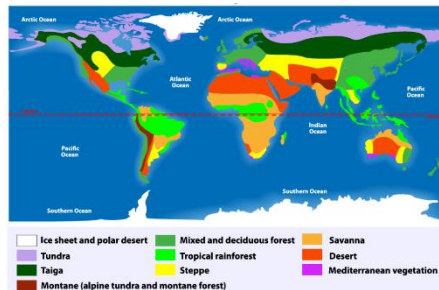 Arctic Ocean
Arctic Ocean
Atlantic Ocean
Pacific Ocean
Pacific Ocean
Indian Ocean
Southern Ocean
Southern Ocean
Ice sheet and polar desert
Tundra
Taiga
Montane (alpine tundra and montane forest)
Mixed and deciduous forest
Tropical rainforest
Steppe
Savanna
Desert
Mediterranean vegetation